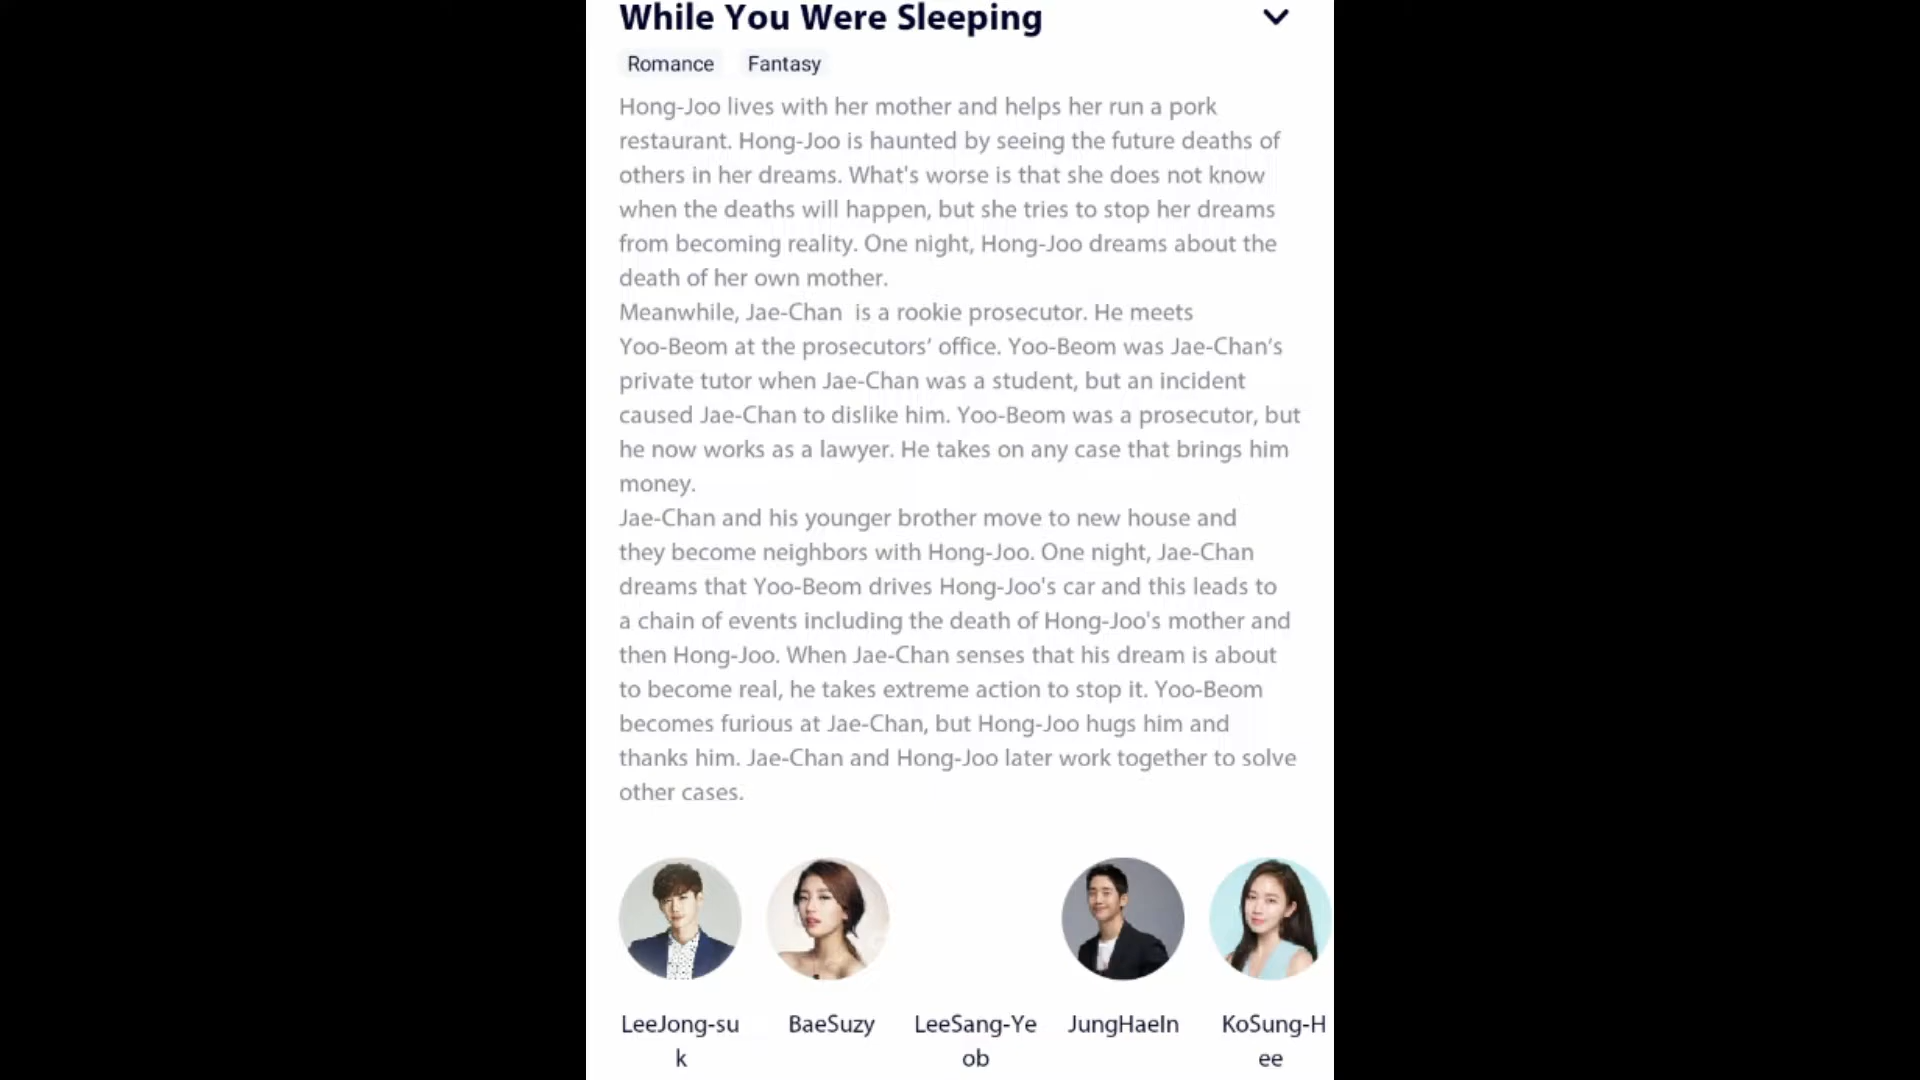 While You Were Sleeping
Romance Fantasy
Hong-Joo lives with her mother and helps her run a pork
restaurant. Hong-Joo is haunted by seeing the future deaths of
others in her dreams. What's worse is that she does not know
when the deaths will happen, but she tries to stop her dreams
from becoming reality. One night, Hong-Joo dreams about the
death of her own mother.
Meanwhile, Jae-Chan  is a rookie prosecutor. He meets
Yoo-Beom at the prosecutors’ office. Yoo-Beom was Jae-Chan’s
private tutor when Jae-Chan was a student, but an incident
caused Jae-Chan to dislike him. Yoo-Beom was a prosecutor, but
he now works as a lawyer. He takes on any case that brings him
money.
Jae-Chan and his younger brother move to new house and
they become neighbors with Hong-Joo. One night, Jae-Chan
dreams that Yoo-Beom drives Hong-Joo's car and this leads to
a chain of events including the death of Hong-Joo's mother and
then Hong-Joo. When Jae-Chan senses that his dream is about
to become real, he takes extreme action to stop it. Yoo-Beom
becomes furious at Jae-Chan, but Hong-Joo hugs him and
thanks him. Jae-Chan and Hong-Joo later work together to solve
other cases.
LeeJong-su BaeSuzy LeeSang-Ye JungHaeIn KoSung-H
k ob ee